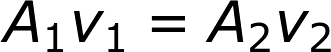 A₁v₁ = A₂v₂